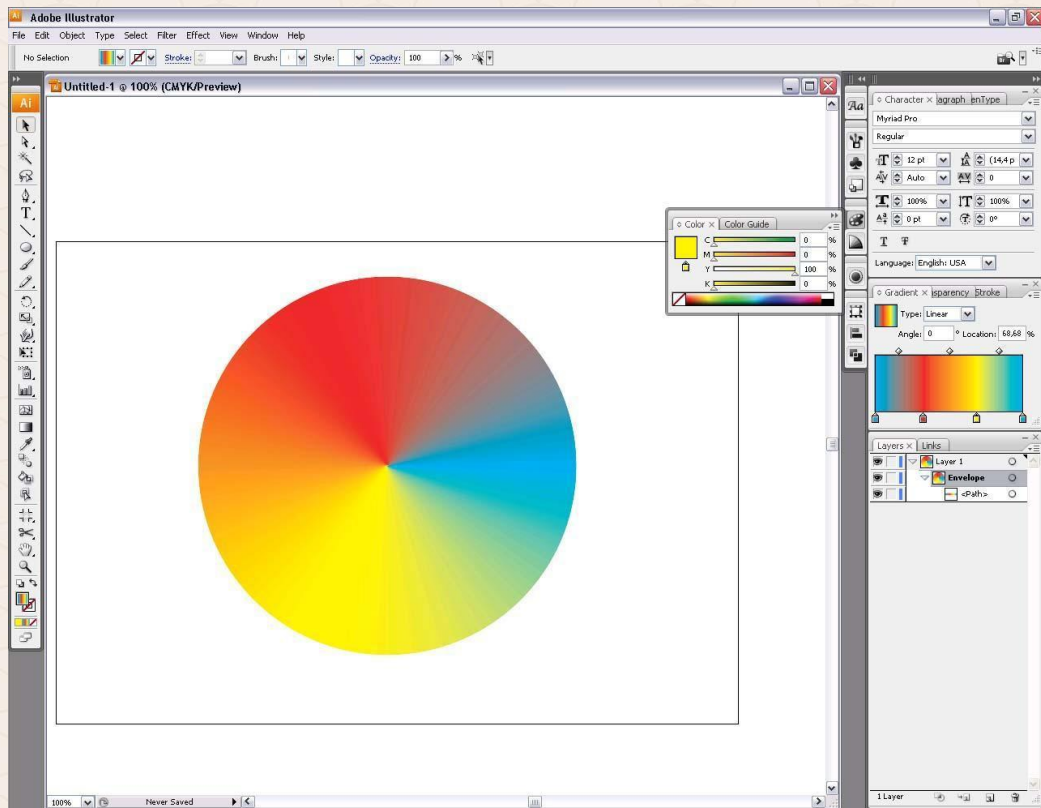 Ai Adobe Illustrator
File Edit Object Type Select Filter Effect View Window Help
No Selection Stroke: Brush: Style: Opacity: 100 %
Untitled-1 @ 100% (CMYK/Preview)
Ai
Color × Color Guide
C 0 %
M 0 %
Y 100 %
K 0 %
100% Never Saved
Aa
Character × agraph enType
Myriad Pro
Regular
12 pt (14,4 p
Auto 0
100% 100%
0 pt 0°
T T
Language: English: USA
Gradient × sparency Stroke
Type: Linear
Angle: 0 ° Location: 68,68 %
Layers × Links
Layer 1
Envelope
<Path>
1 Layer